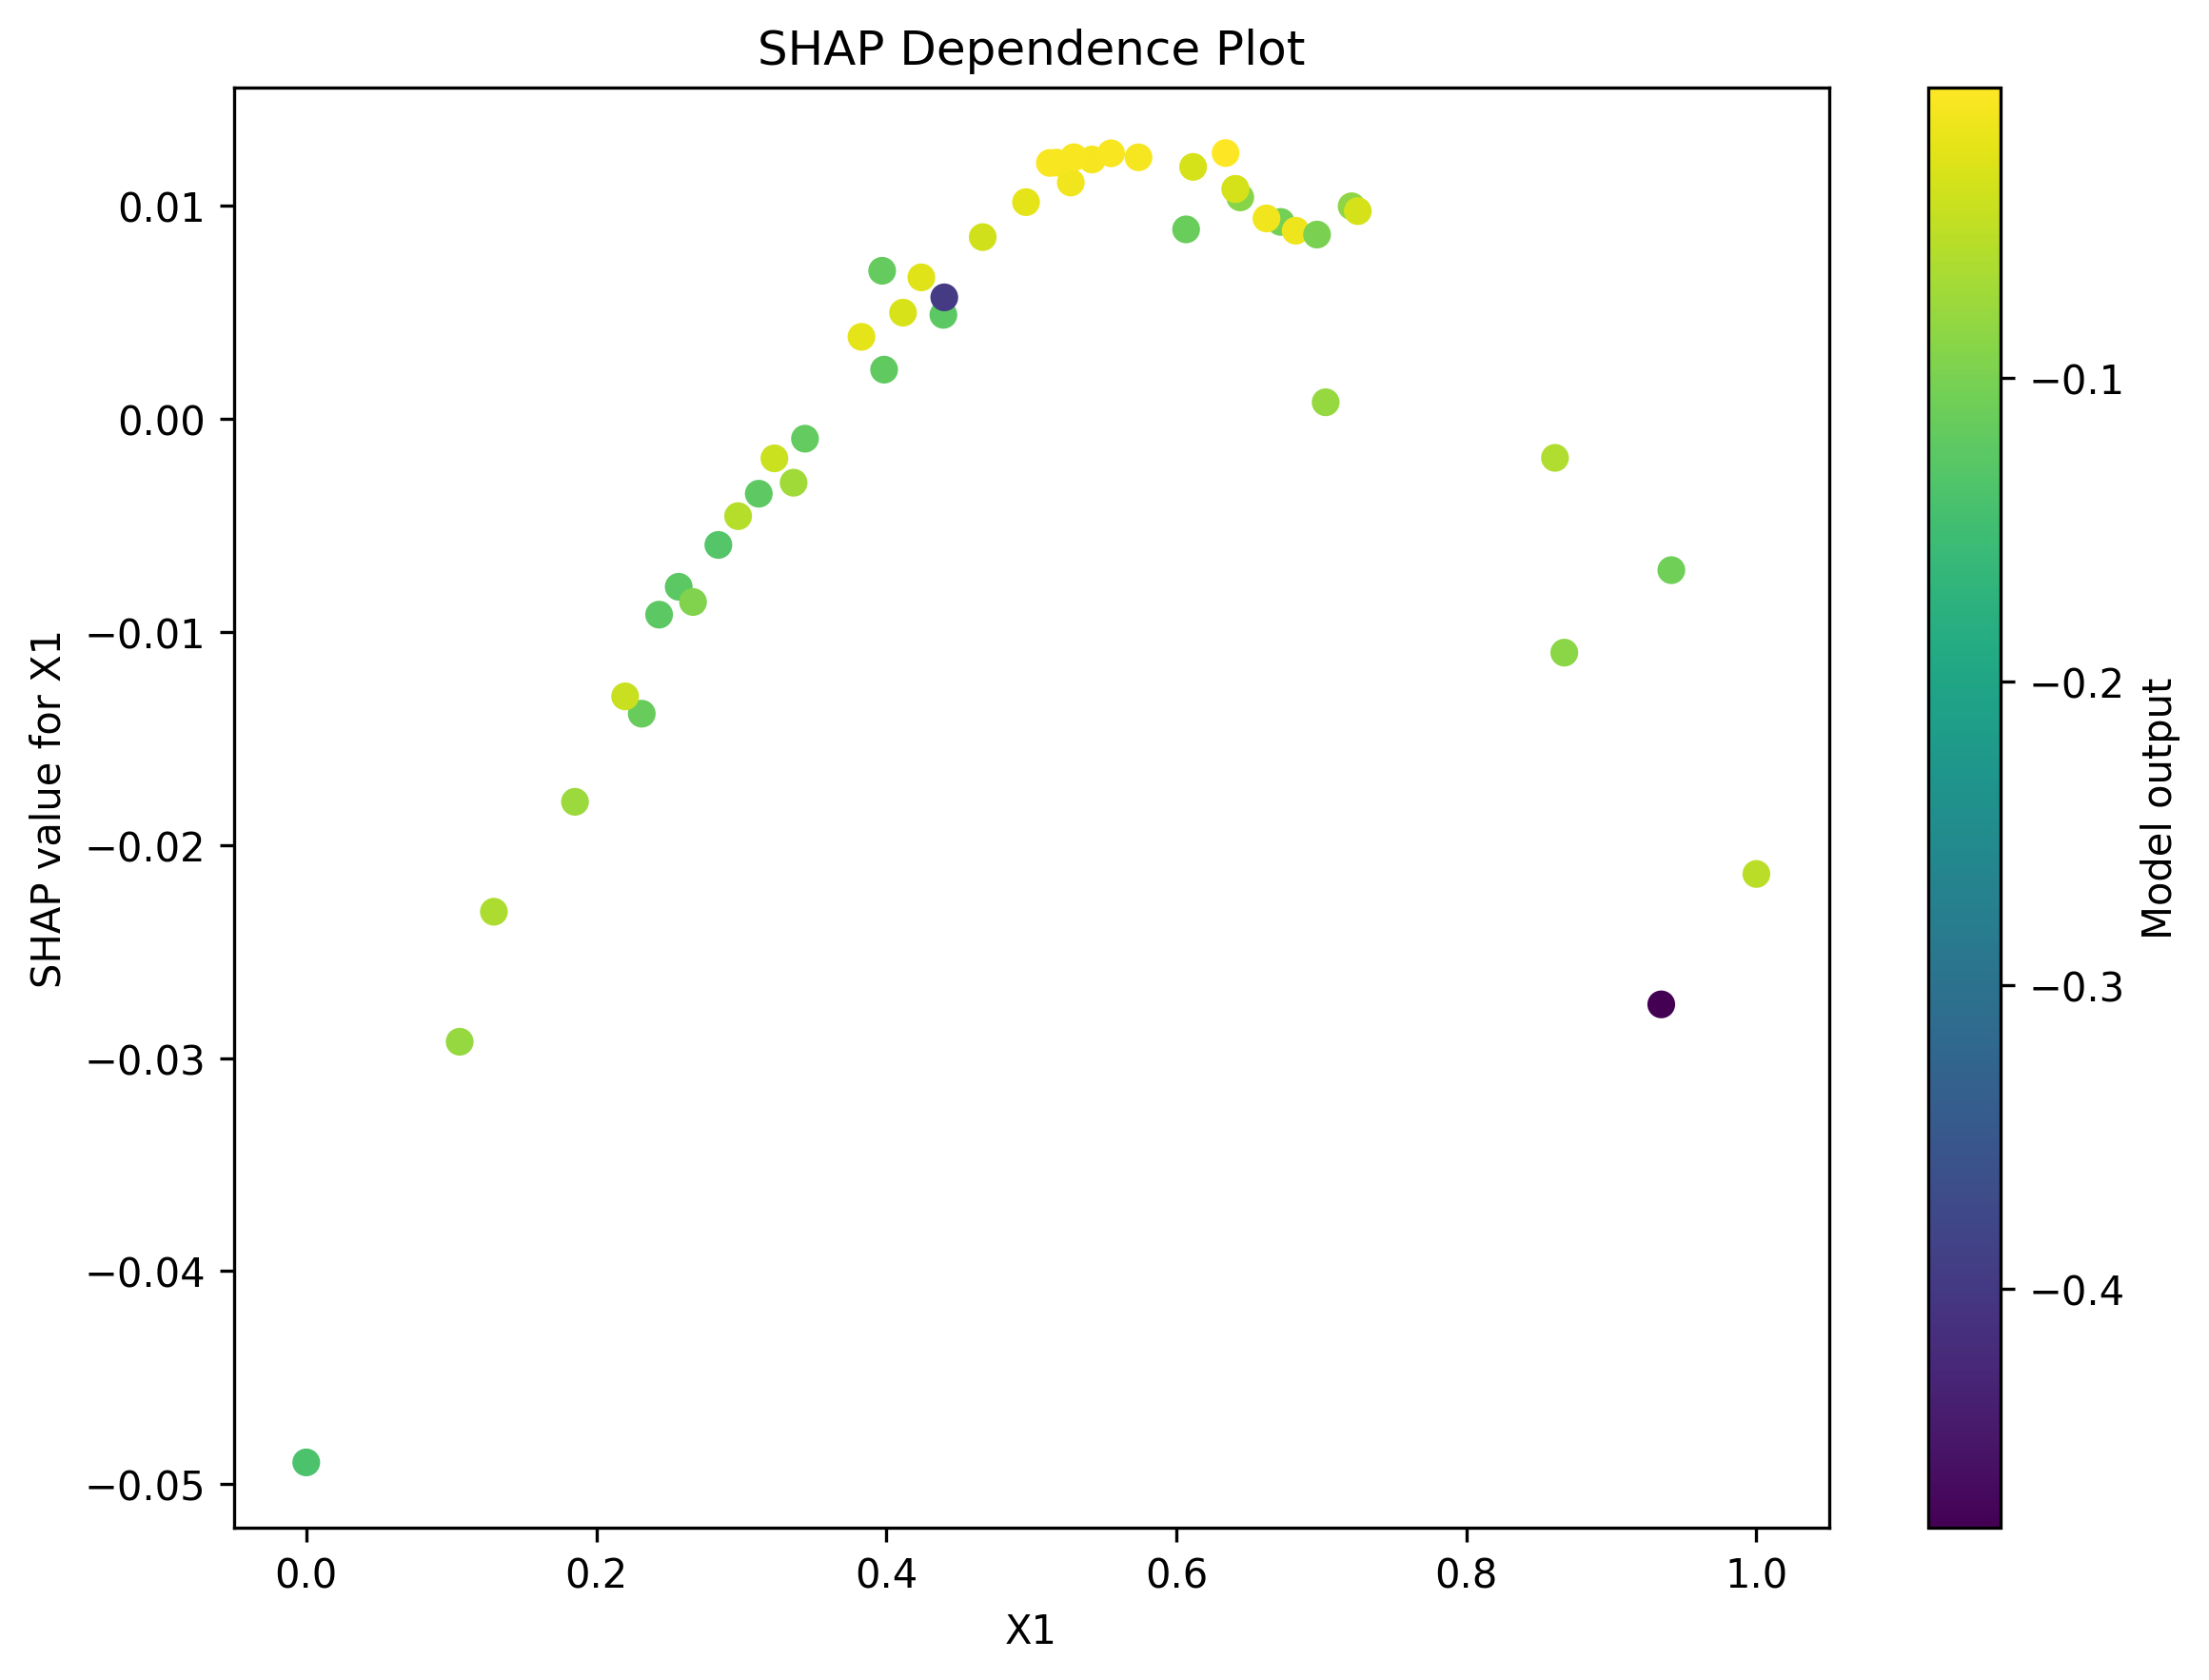 SHAP Dependence Plot
0.01
0.00
−0.01
−0.02
−0.03
−0.04
−0.05
SHAP value for X1
0.0 0.2 0.4 0.6 0.8 1.0
X1
−0.1
−0.2
−0.3
−0.4
Model output